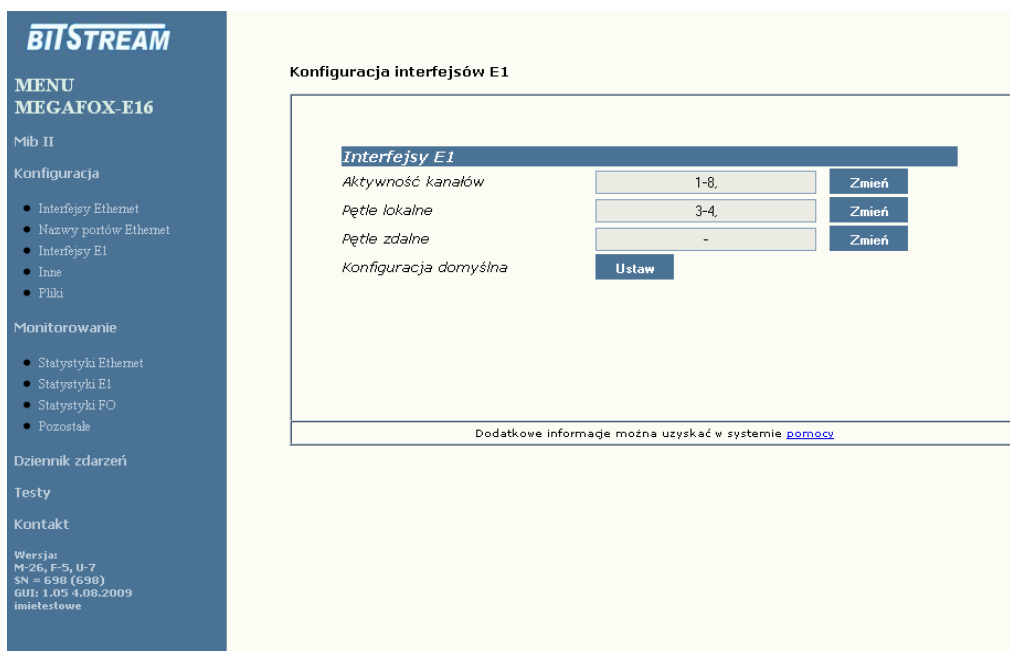 BITSTREAM
MENU
MEGAFOX-E16
Mib II
Konfiguracja
Interfejsy Ethernet
Nazwy portów Ethernet
Interfejsy E1
Inne
Pliki
Monitorowanie
Statystyki Ethernet
Statystyki E1
Statystyki FO
Pozostałe
Dziennik zdarzeń
Testy
Kontakt
Wersja:
M-26, F-5, U-7
SN = 698 (698)
GUI: 1.05 4.08.2009
imietestowe
Konfiguracja interfejsów E1
Interfejsy E1
Aktywność kanałów 1-8, Zmień
Pętle lokalne 3-4, Zmień
Pętle zdalne - Zmień
Konfiguracja domyślna Ustaw
Dodatkowe informacje można uzyskać w systemie pomocy